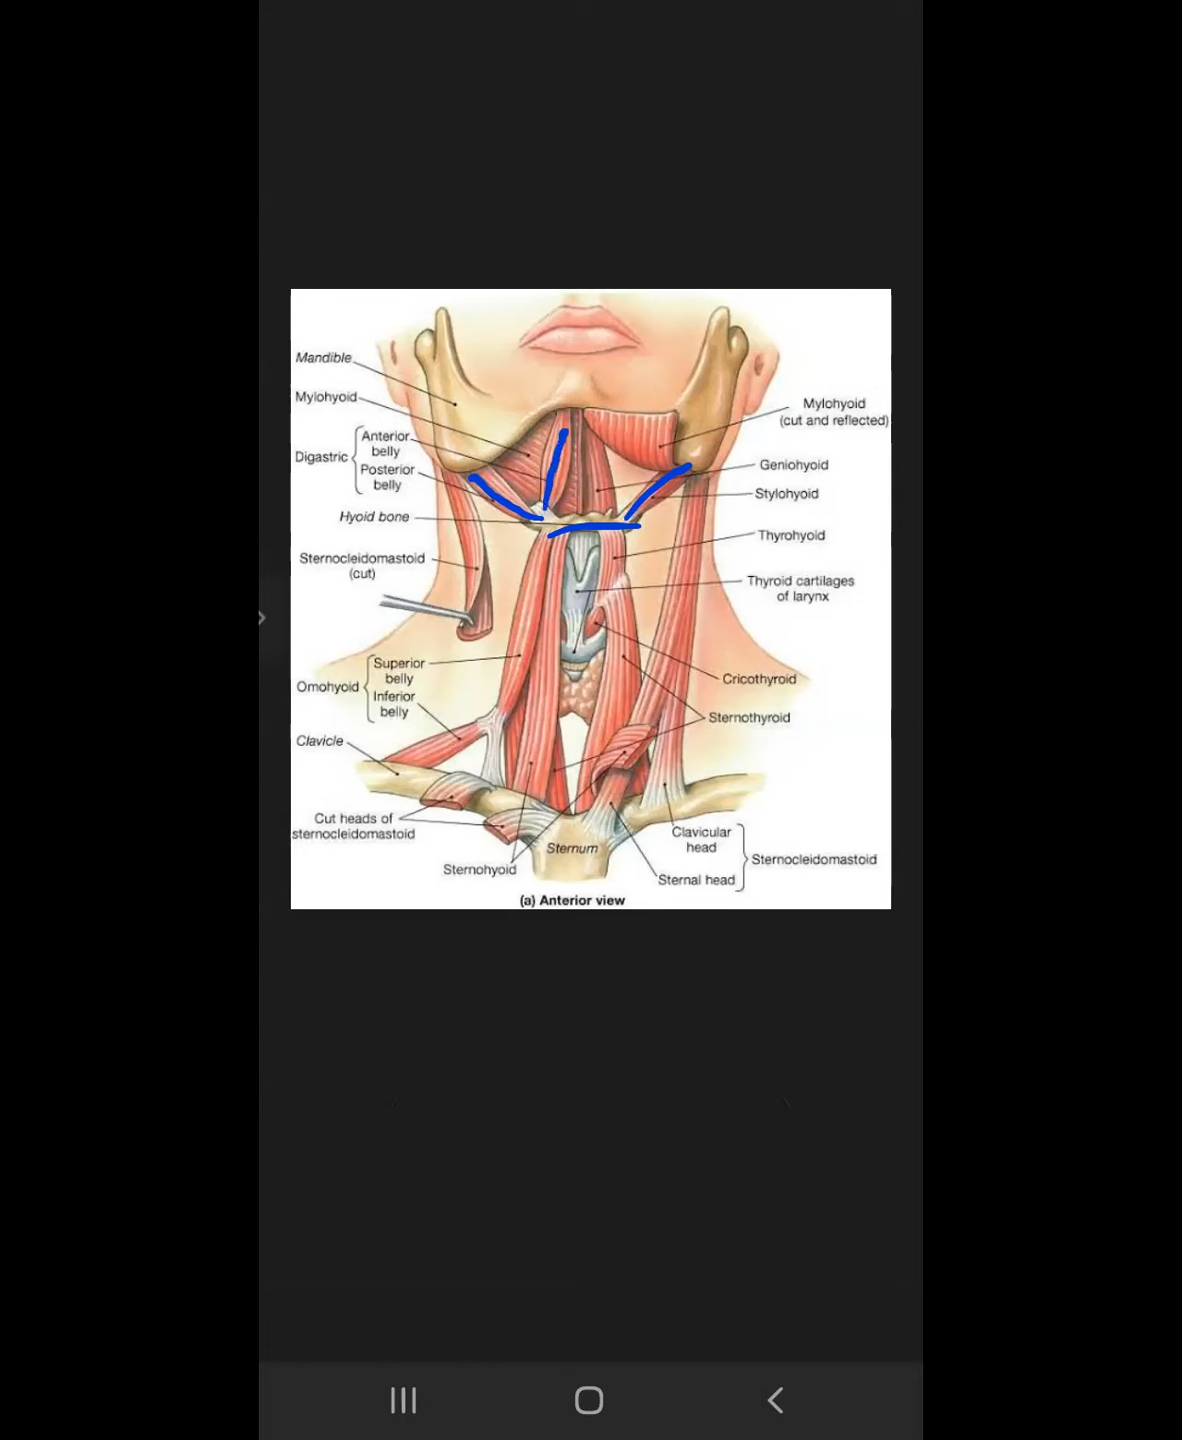 Mandible
Mylohyoid
Digastric
Anterior
belly
Posterior
belly
Hyoid bone
Sternocleidomastoid
(cut)
Omohyoid
Superior
belly
Inferior
belly
Clavicle
Cut heads of
sternocleidomastoid
Sternohyoid
Sternum
Mylohyoid
(cut and reflected)
Geniohyoid
Stylohyoid
Thyrohyoid
Thyroid cartilages
of larynx
Cricothyroid
Sternothyroid
Clavicular
head
Sternal head
Sternocleidomastoid
(a) Anterior view